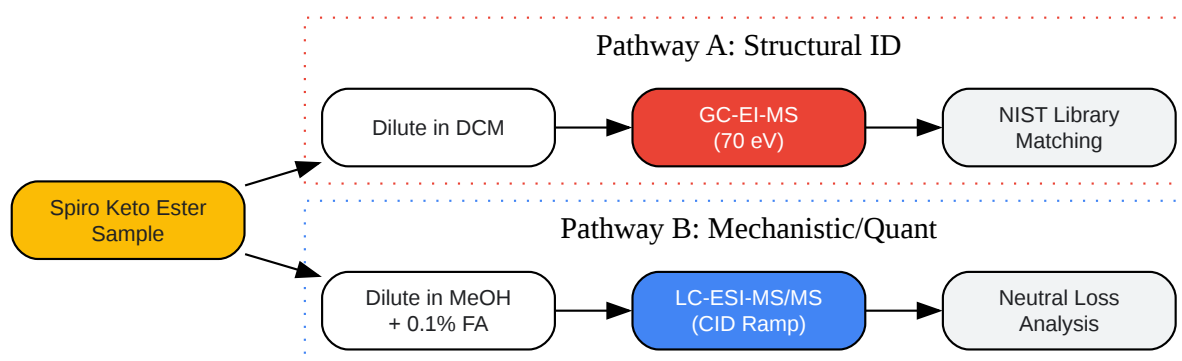 Pathway A: Structural ID
Dilute in DCM
GC-EI-MS
(70 eV)
NIST Library
Matching
Spiro Keto Ester
Sample
Pathway B: Mechanistic/Quant
Dilute in MeOH
+ 0.1% FA
LC-ESI-MS/MS
(CID Ramp)
Neutral Loss
Analysis